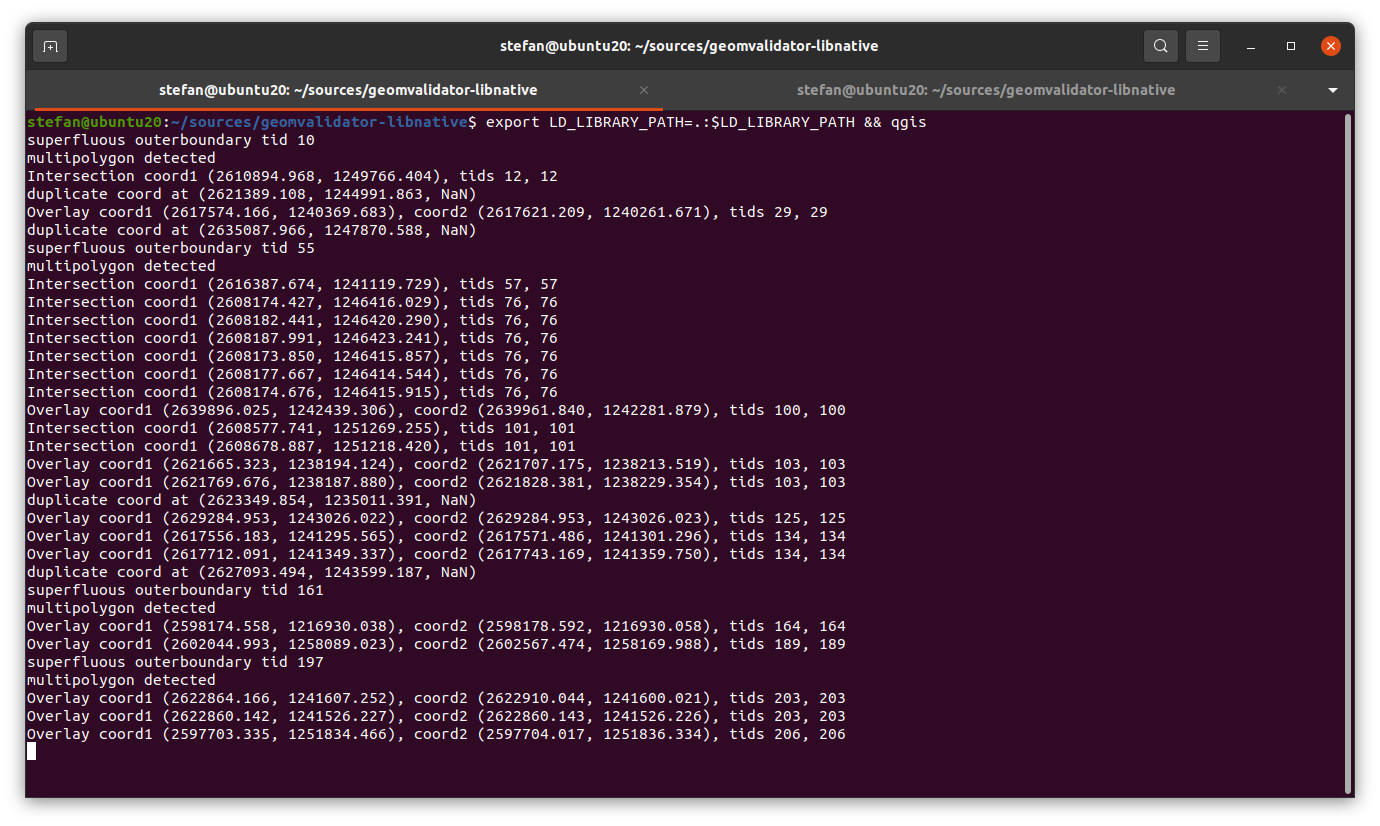 stefan@ubuntu20: ~/sources/geomvalidator-libnative
stefan@ubuntu20: ~/sources/geomvalidator-libnative
stefan@ubuntu20: ~/sources/geomvalidator-libnative
stefan@ubuntu20:~/sources/geomvalidator-libnative$ export LD_LIBRARY_PATH=.:$LD_LIBRARY_PATH && qgis
superfluous outerboundary tid 10
multipolygon detected
Intersection coord1 (2610894.968, 1249766.404), tids 12, 12
duplicate coord at (2621389.108, 1244991.863, NaN)
Overlay coord1 (2617574.166, 1240369.683), coord2 (2617621.209, 1240261.671), tids 29, 29
duplicate coord at (2635087.966, 1247870.588, NaN)
superfluous outerboundary tid 55
multipolygon detected
Intersection coord1 (2616387.674, 1241119.729), tids 57, 57
Intersection coord1 (2608174.427, 1246416.029), tids 76, 76
Intersection coord1 (2608182.441, 1246420.290), tids 76, 76
Intersection coord1 (2608187.991, 1246423.241), tids 76, 76
Intersection coord1 (2608173.850, 1246415.857), tids 76, 76
Intersection coord1 (2608177.667, 1246414.544), tids 76, 76
Intersection coord1 (2608174.676, 1246415.915), tids 76, 76
Overlay coord1 (2639896.025, 1242439.306), coord2 (2639961.840, 1242281.879), tids 100, 100
Intersection coord1 (2608577.741, 1251269.255), tids 101, 101
Intersection coord1 (2608678.887, 1251218.420), tids 101, 101
Overlay coord1 (2621665.323, 1238194.124), coord2 (2621707.175, 1238213.519), tids 103, 103
Overlay coord1 (2621769.676, 1238187.880), coord2 (2621828.381, 1238229.354), tids 103, 103
duplicate coord at (2623349.854, 1235011.391, NaN)
Overlay coord1 (2629284.953, 1243026.022), coord2 (2629284.953, 1243026.023), tids 125, 125
Overlay coord1 (2617556.183, 1241295.565), coord2 (2617571.486, 1241301.296), tids 134, 134
Overlay coord1 (2617712.091, 1241349.337), coord2 (2617743.169, 1241359.750), tids 134, 134
duplicate coord at (2627093.494, 1243599.187, NaN)
superfluous outerboundary tid 161
multipolygon detected
Overlay coord1 (2598174.558, 1216930.038), coord2 (2598178.592, 1216930.058), tids 164, 164
Overlay coord1 (2602044.993, 1258089.023), coord2 (2602567.474, 1258169.988), tids 189, 189
superfluous outerboundary tid 197
multipolygon detected
Overlay coord1 (2622864.166, 1241607.252), coord2 (2622910.044, 1241600.021), tids 203, 203
Overlay coord1 (2622860.142, 1241526.227), coord2 (2622860.143, 1241526.226), tids 203, 203
Overlay coord1 (2597703.335, 1251834.466), coord2 (2597704.017, 1251836.334), tids 206, 206